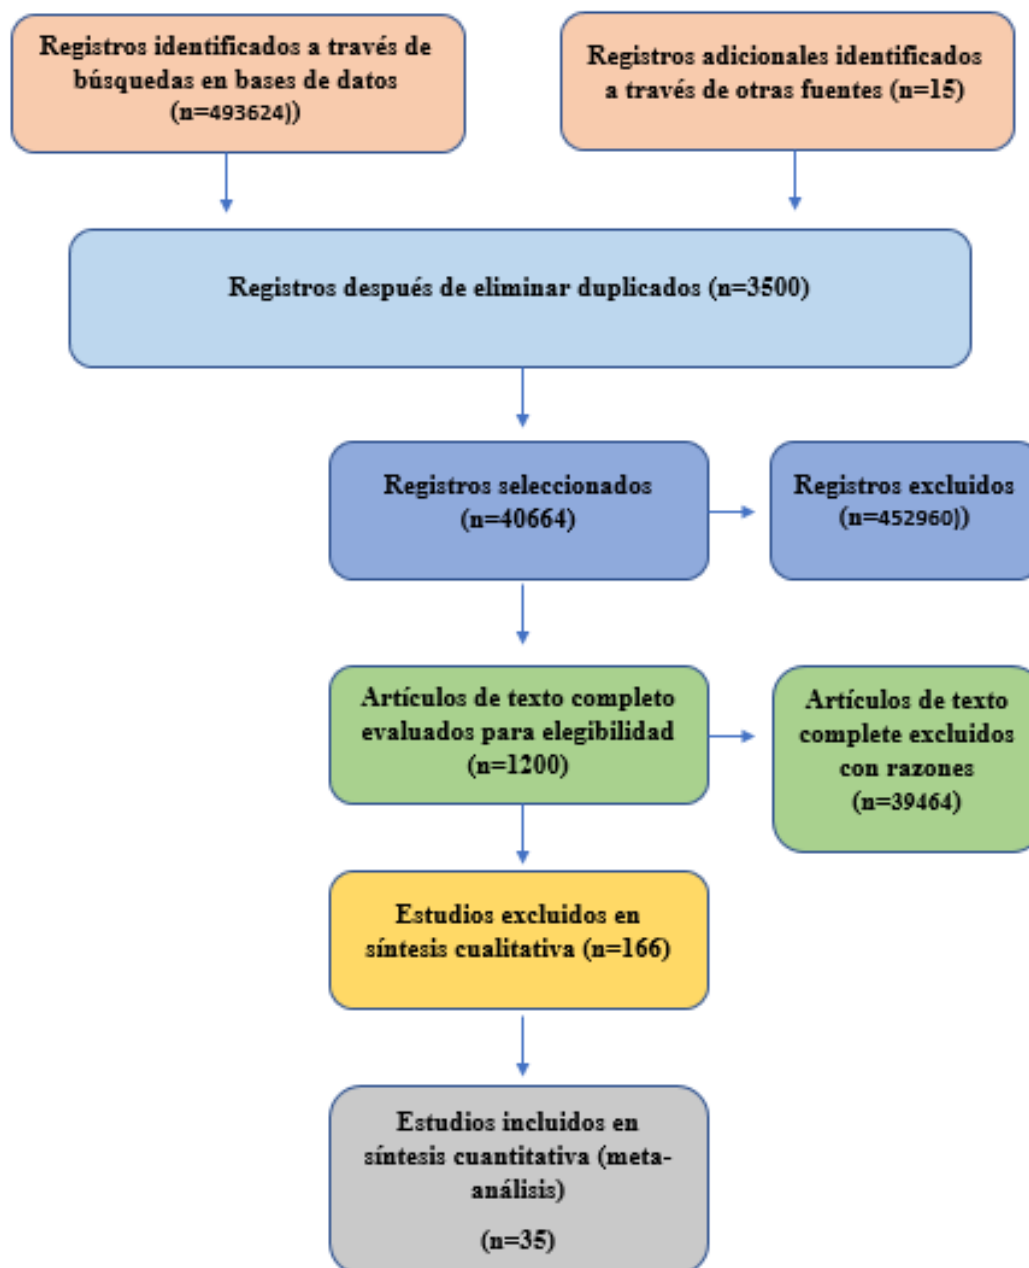 Registros identificados a través de
búsquedas en bases de datos
(n=493624))
Registros adicionales identificados
a través de otras fuentes (n=15)
Registros después de eliminar duplicados (n=3500)
Registros seleccionados
(n=40664)
Registros excluidos
(n=452960))
Artículos de texto completo
evaluados para elegibilidad
(n=1200)
Artículos de texto
complete excluidos
con razones
(n=39464)
Estudios excluidos en
síntesis cualitativa (n=166)
Estudios incluidos en
síntesis cuantitativa (meta-
análisis)
(n=35)